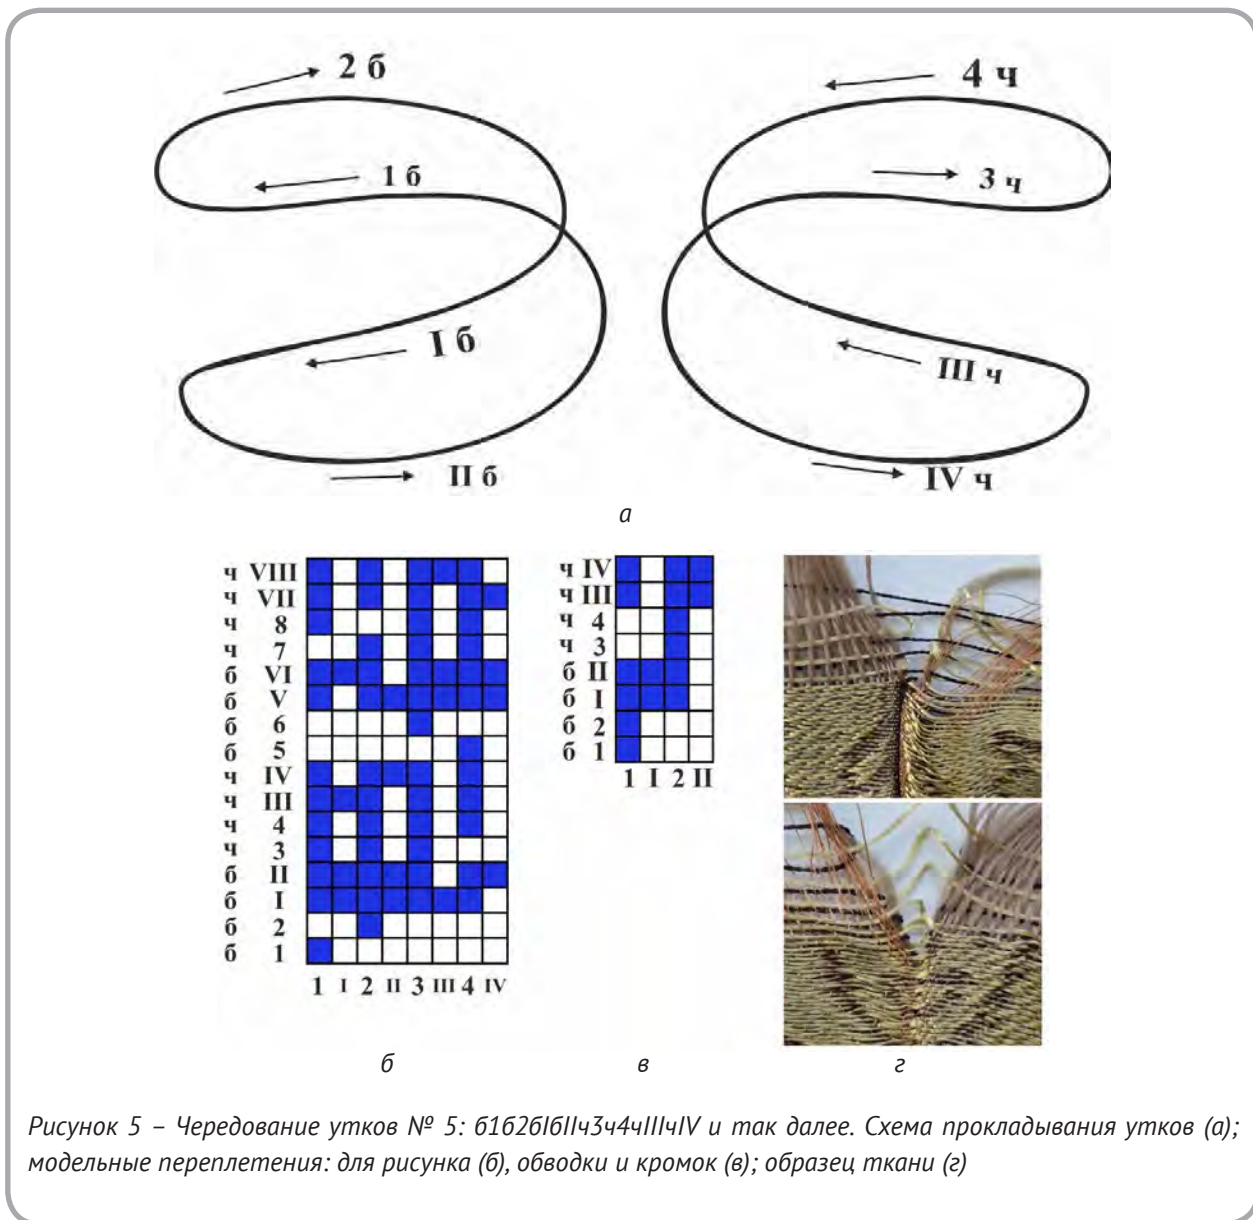 2 б
4 ч
1 б
3 ч
I б
III ч
II б
IV ч
а
ч VIII
ч VII
ч 8
ч 7
б VI
б V
б 6
б 5
ч IV
ч III
ч 4
ч 3
б II
б I
б 2
б 1
1 I 2 II 3 III 4 IV
ч IV
ч III
ч 4
ч 3
б II
б I
б 2
б 1
1 I 2 II
б
в
г
Рисунок 5 – Чередование утков № 5: б1б2бIбIIч3ч4чIIIчIV и так далее. Схема прокладывания утков (а);
модельные переплетения: для рисунка (б), обводки и кромок (в); образец ткани (г)